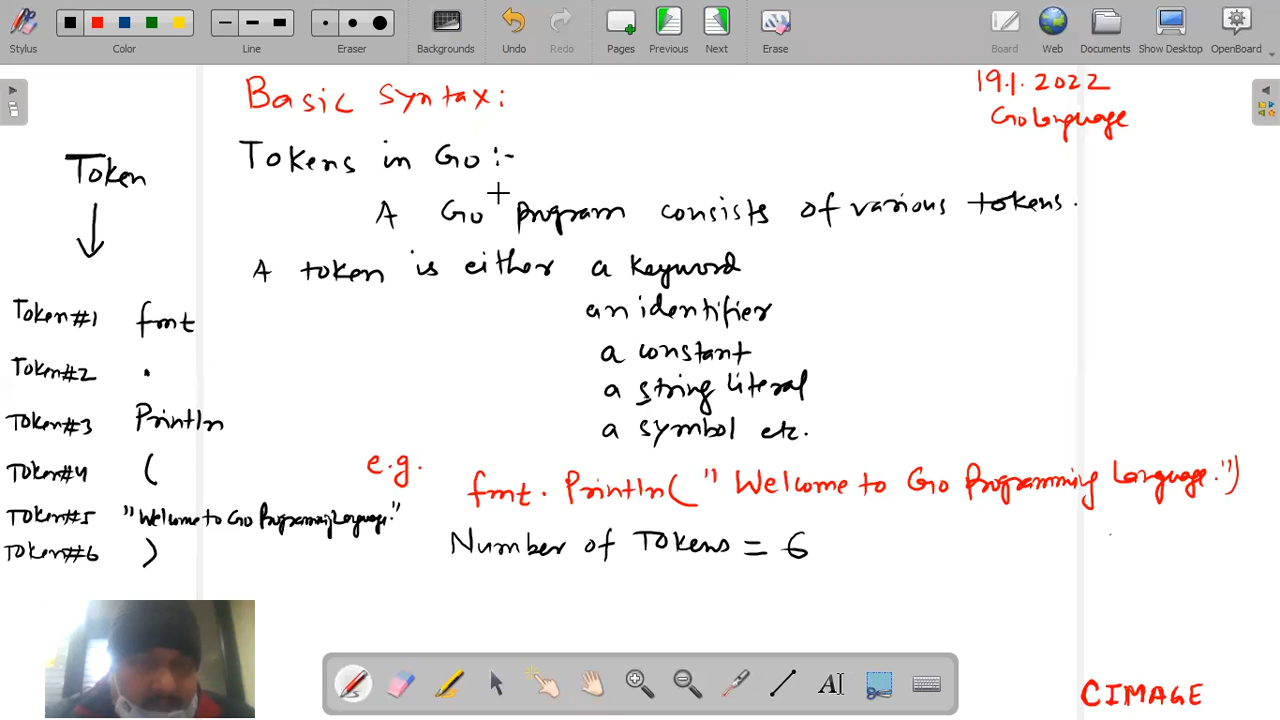 Stylus
Color
Line
Eraser
Backgrounds
Undo
Redo
Pages
Previous
Next
Erase
Board
Web
Documents
Show Desktop
OpenBoard
19.1.2022
Go Language
Basic Syntax:
Tokens in Go :-
A Go program consists of various tokens.
A token is either a keyword
an identifier
a constant
a string literal
a symbol etc.
e.g.
fmt. Println( " Welcome to Go Programming Language.")
Number of Tokens = 6
Token
Token#1 fmt
Token#2 .
Token#3 Println
Token#4 (
Token#5 "Welcome to Go Programming Language."
Token#6 )
CIMAGE